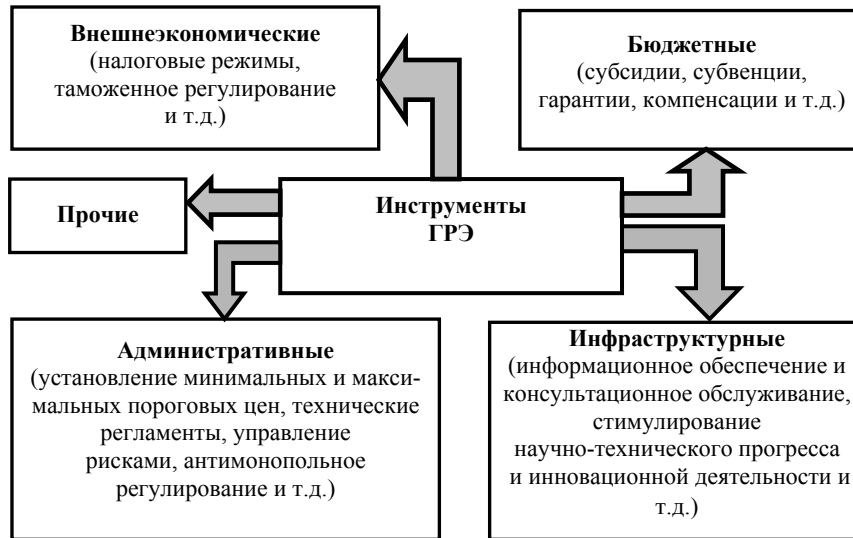 Внешнеэкономические
(налоговые режимы,
таможенное регулирование
и т.д.)
Бюджетные
(субсидии, субвенции,
гарантии, компенсации и т.д.)
Прочие
Инструменты
ГРЭ
Административные
(установление минимальных и макси-
мальных пороговых цен, технические
регламенты, управление
рисками, антимонопольное
регулирование и т.д.)
Инфраструктурные
(информационное обеспечение и
консультационное обслуживание,
стимулирование
научно-технического прогресса
и инновационной деятельности и
т.д.)